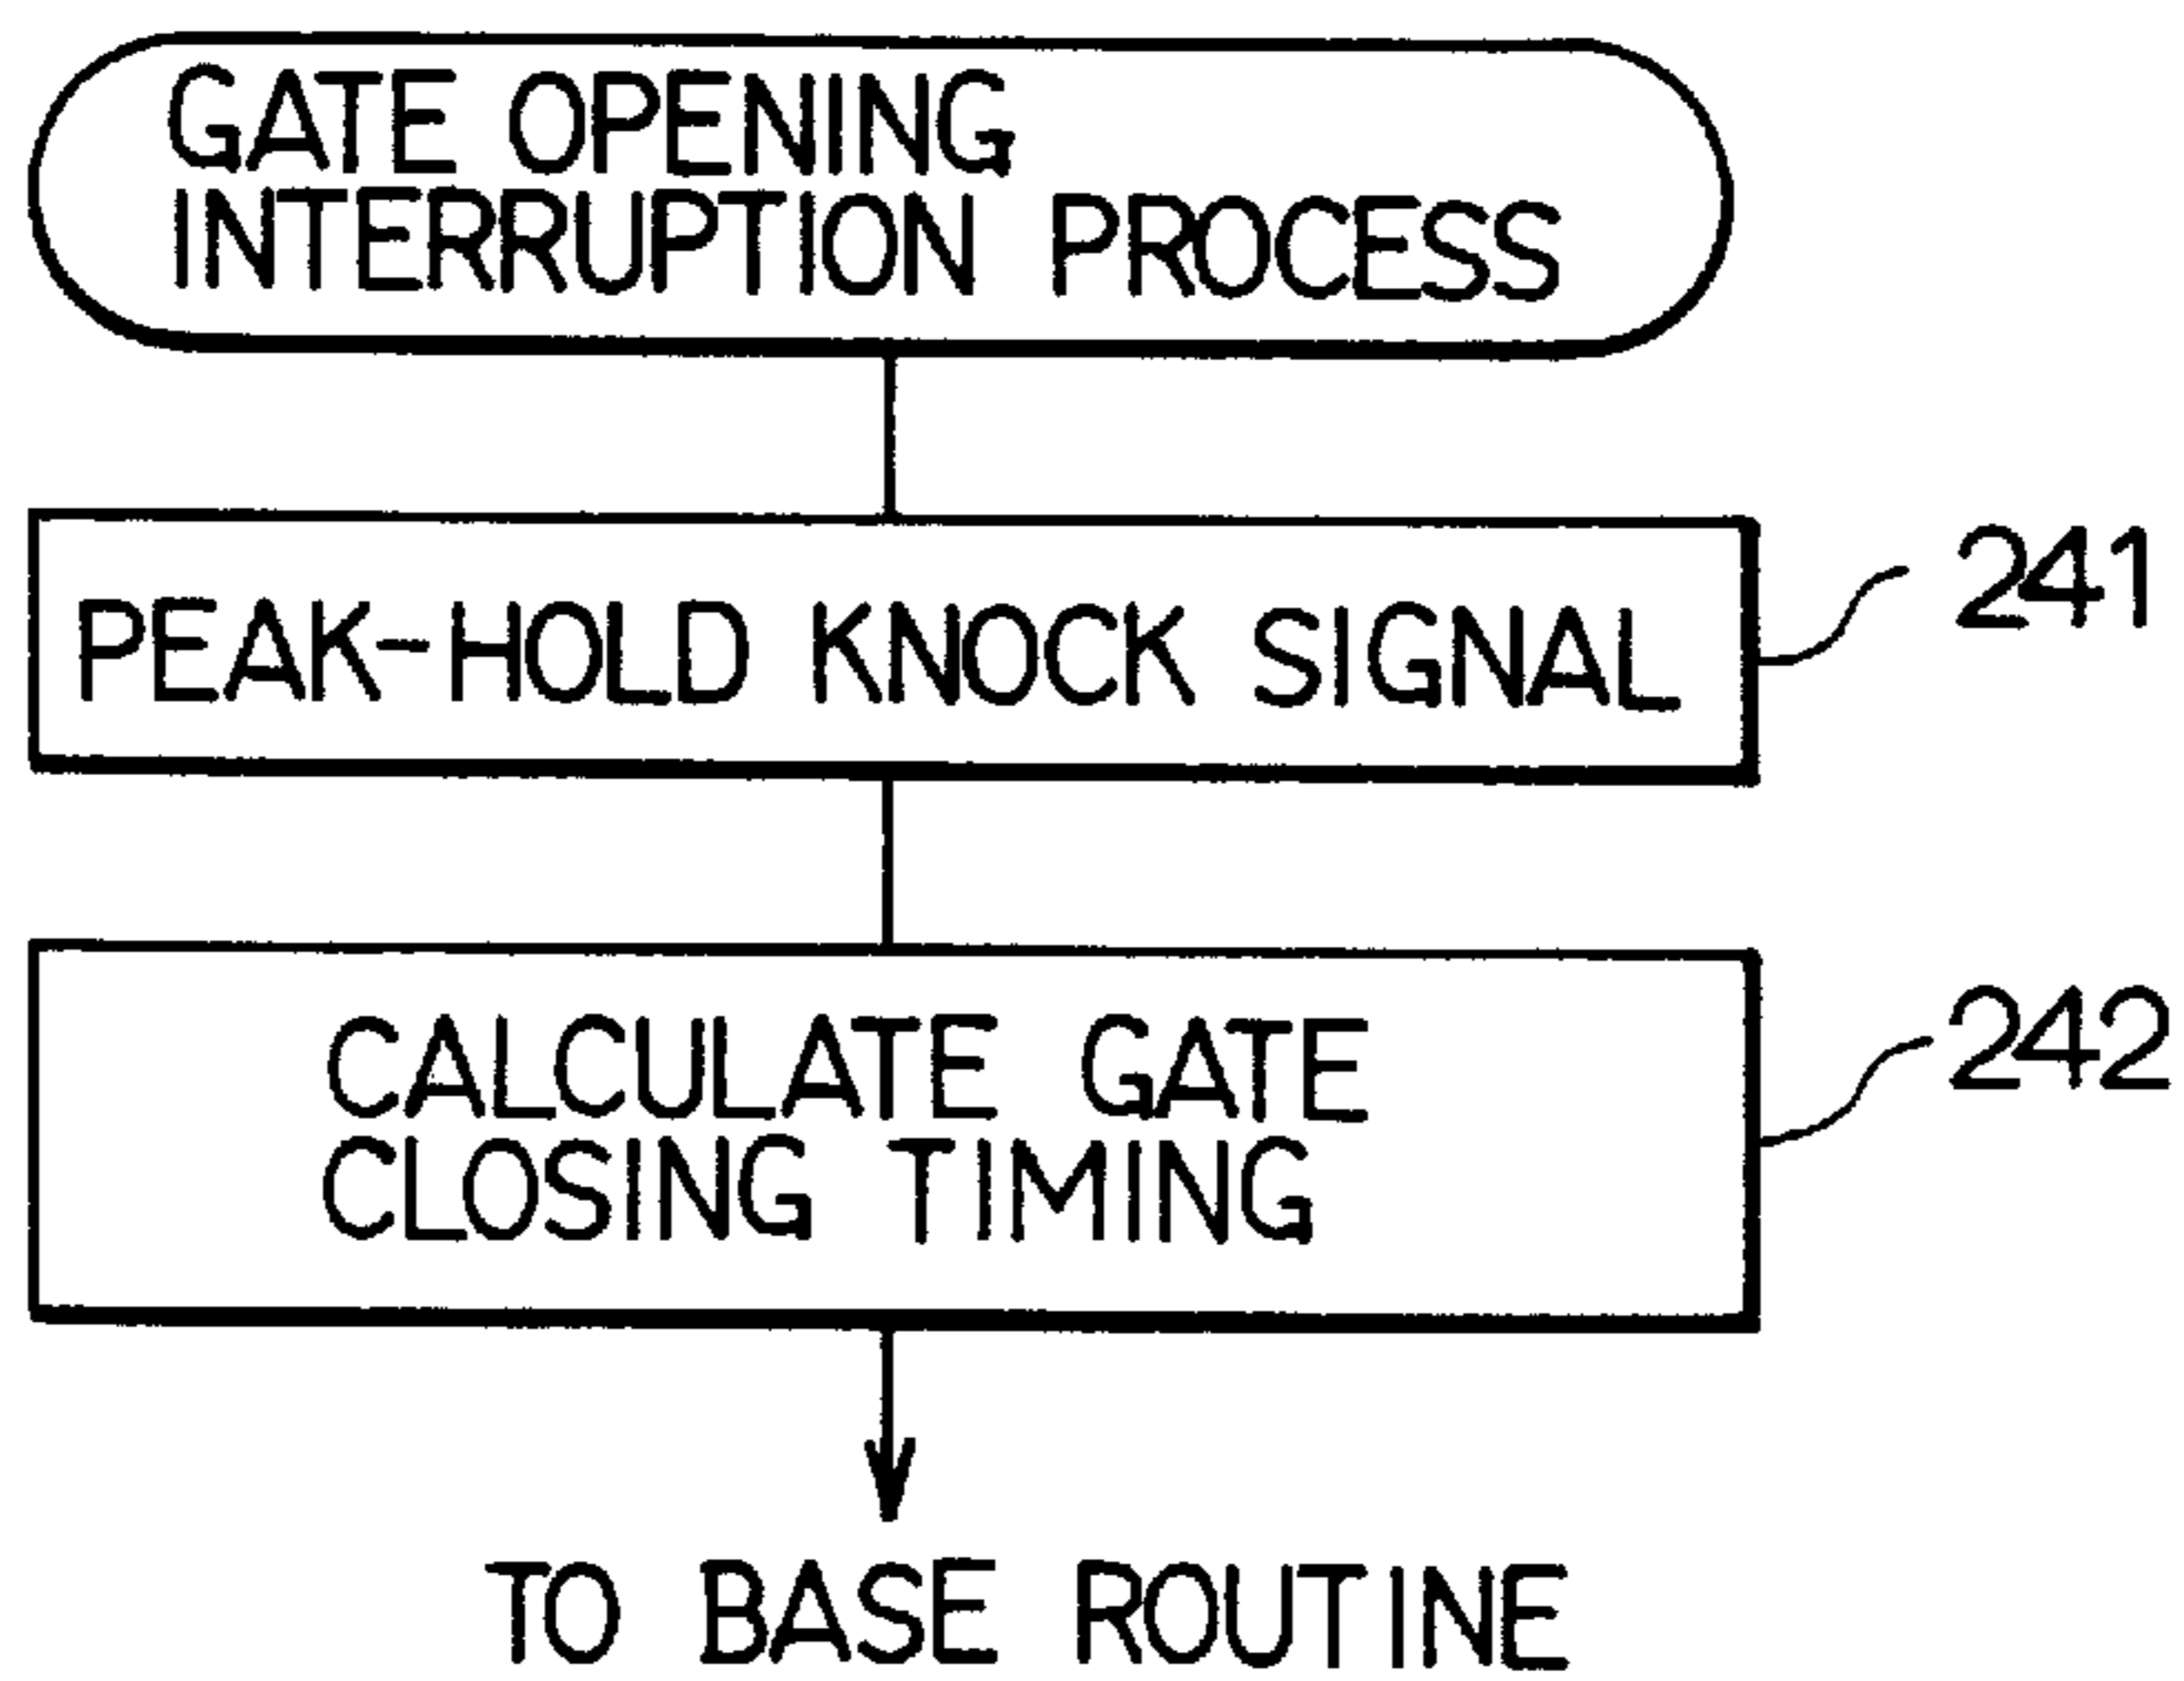 GATE OPENING
INTERRUPTION PROCESS
PEAK-HOLD KNOCK SIGNAL
241
CALCULATE GATE
CLOSING TIMING
242
TO BASE ROUTINE